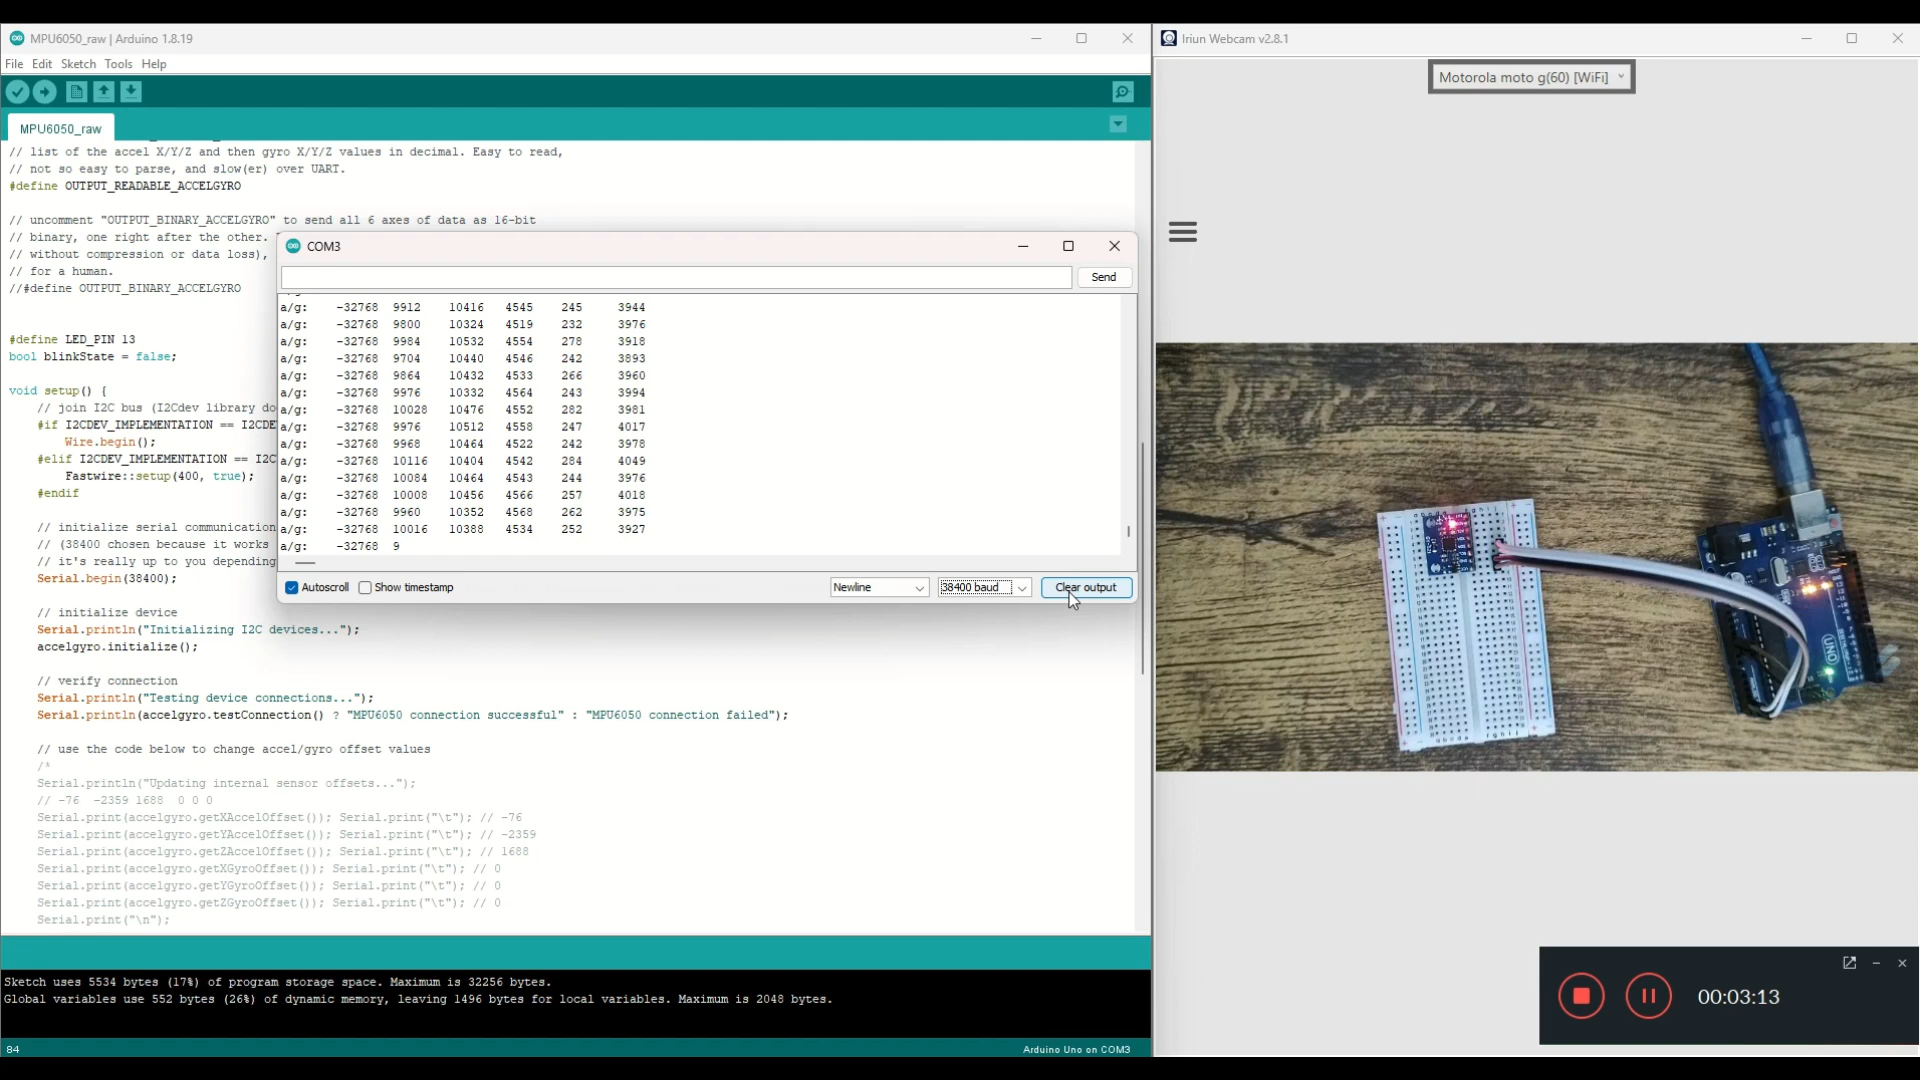 MPU6050_raw | Arduino 1.8.19
File Edit Sketch Tools Help
MPU6050_raw
// list of the accel X/Y/Z and then gyro X/Y/Z values in decimal. Easy to read,
// not so easy to parse, and slow(er) over UART.
#define OUTPUT_READABLE_ACCELGYRO
// uncomment "OUTPUT_BINARY_ACCELGYRO" to send all 6 axes of data as 16-bit
// binary, one right after the other.
// without compression or data loss),
// for a human.
//#define OUTPUT_BINARY_ACCELGYRO
#define LED_PIN 13
bool blinkState = false;
void setup() {
// join I2C bus (I2Cdev library do
#if I2CDEV_IMPLEMENTATION == I2CDE
Wire.begin();
#elif I2CDEV_IMPLEMENTATION == I2C
Fastwire::setup(400, true);
#endif
// initialize serial communication
// (38400 chosen because it works
// it's really up to you depending
Serial.begin(38400);
// initialize device
Serial.println("Initializing I2C devices...");
accelgyro.initialize();
// verify connection
Serial.println("Testing device connections...");
Serial.println(accelgyro.testConnection() ? "MPU6050 connection successful" : "MPU6050 connection failed");
// use the code below to change accel/gyro offset values
/*
Serial.println("Updating internal sensor offsets...");
// -76 -2359 1688 0 0 0
Serial.print(accelgyro.getXAccelOffset()); Serial.print("\t"); // -76
Serial.print(accelgyro.getYAccelOffset()); Serial.print("\t"); // -2359
Serial.print(accelgyro.getZAccelOffset()); Serial.print("\t"); // 1688
Serial.print(accelgyro.getXGyroOffset()); Serial.print("\t"); // 0
Serial.print(accelgyro.getYGyroOffset()); Serial.print("\t"); // 0
Serial.print(accelgyro.getZGyroOffset()); Serial.print("\t"); // 0
Serial.print("\n");
COM3
Send
a/g: -32768 9912 10416 4545 245 3944
a/g: -32768 9800 10324 4519 232 3976
a/g: -32768 9984 10532 4554 278 3918
a/g: -32768 9704 10440 4546 242 3893
a/g: -32768 9864 10432 4533 266 3960
a/g: -32768 9976 10332 4564 243 3994
a/g: -32768 10028 10476 4552 282 3981
a/g: -32768 9976 10512 4558 247 4017
a/g: -32768 9968 10464 4522 242 3978
a/g: -32768 10116 10404 4542 284 4049
a/g: -32768 10084 10464 4543 244 3976
a/g: -32768 10008 10456 4566 257 4018
a/g: -32768 9960 10352 4568 262 3975
a/g: -32768 10016 10388 4534 252 3927
a/g: -32768 9
Autoscroll Show timestamp Newline 38400 baud Clear output
Sketch uses 5534 bytes (17%) of program storage space. Maximum is 32256 bytes.
Global variables use 552 bytes (26%) of dynamic memory, leaving 1496 bytes for local variables. Maximum is 2048 bytes.
84 Arduino Uno on COM3
Iriun Webcam v2.8.1
Motorola moto g(60) [WiFi]
UNO
00:03:13